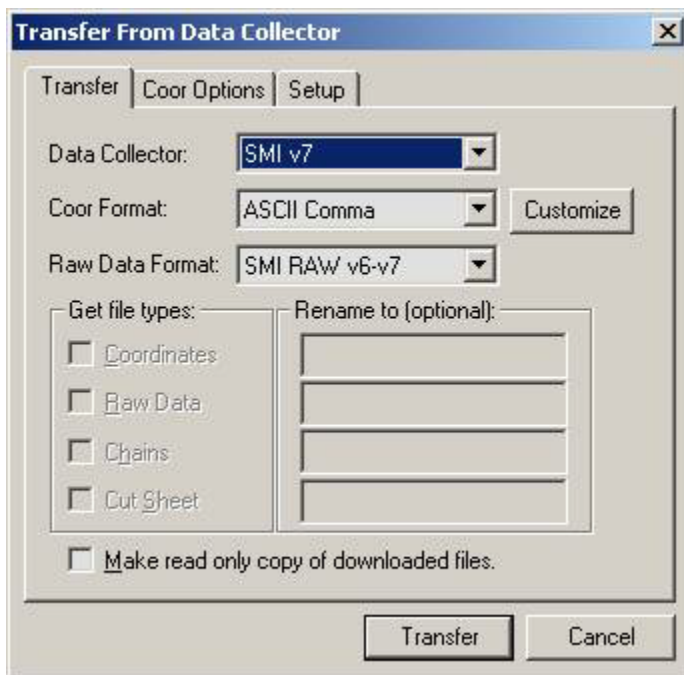 Transfer From Data Collector
Transfer Coor Options Setup
Data Collector: SMI v7
Coor Format: ASCII Comma Customize
Raw Data Format: SMI RAW v6-v7
Get file types: Rename to (optional):
Coordinates
Raw Data
Chains
Cut Sheet
Make read only copy of downloaded files.
Transfer Cancel